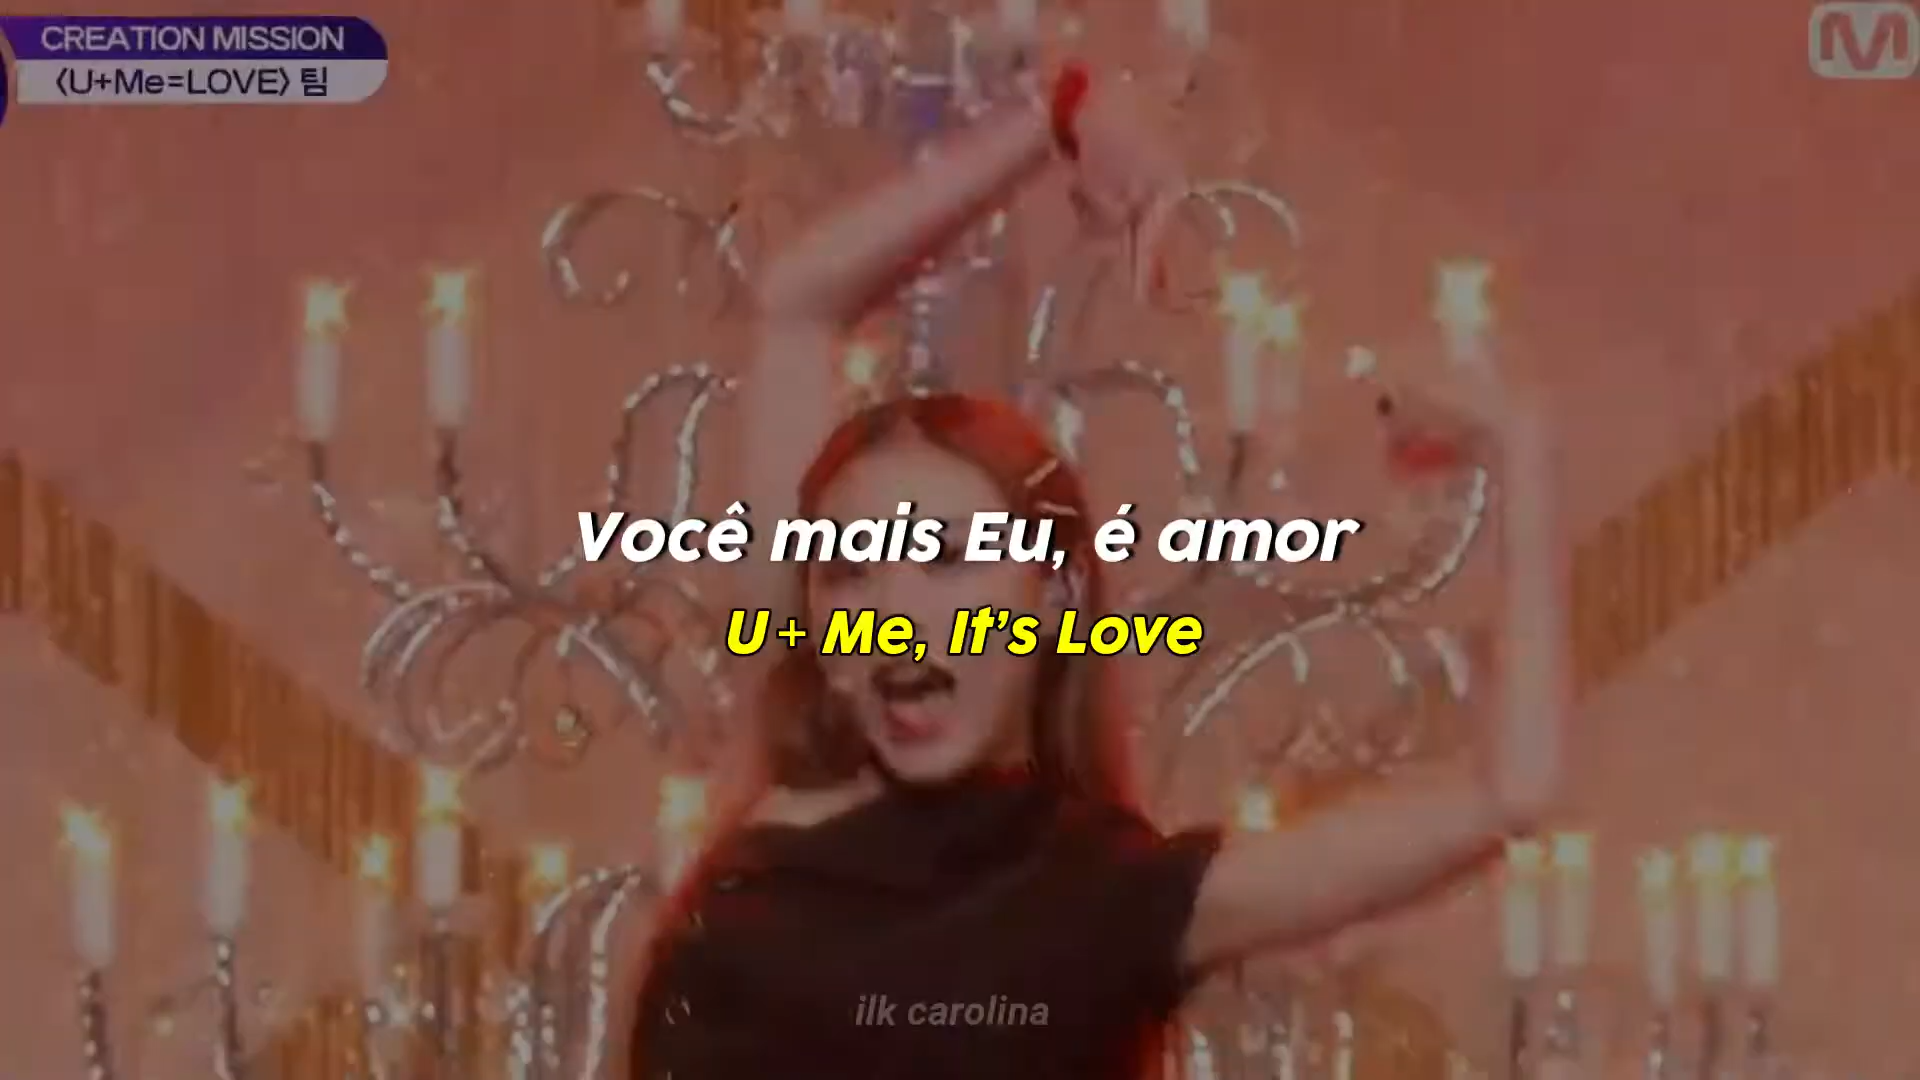 CREATION MISSION
〈U+Me=LOVE〉 팀
M
Você mais Eu, é amor
U+ Me, It's Love
ilk carolina